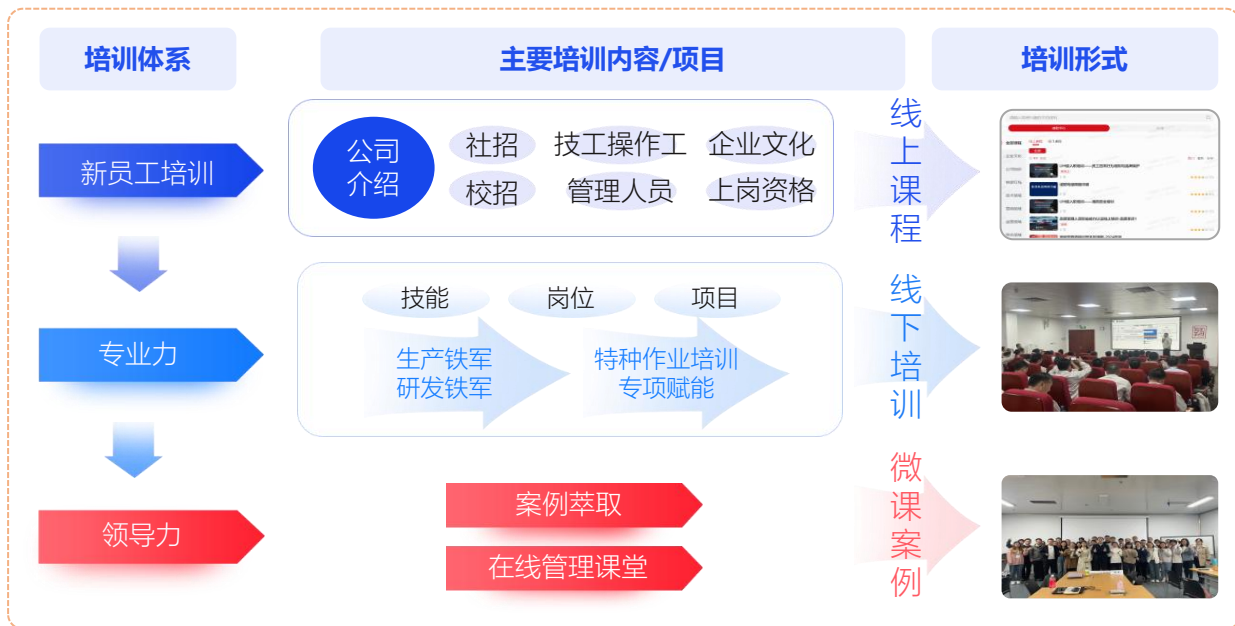 培训体系
主要培训内容/项目
培训形式
新员工培训
公司
介绍
社招
技工操作工
企业文化
校招
管理人员
上岗资格
线上课程
专业力
技能
岗位
项目
生产铁军
研发铁军
特种作业培训
专项赋能
线下培训
领导力
案例萃取
在线管理课堂
微课案例